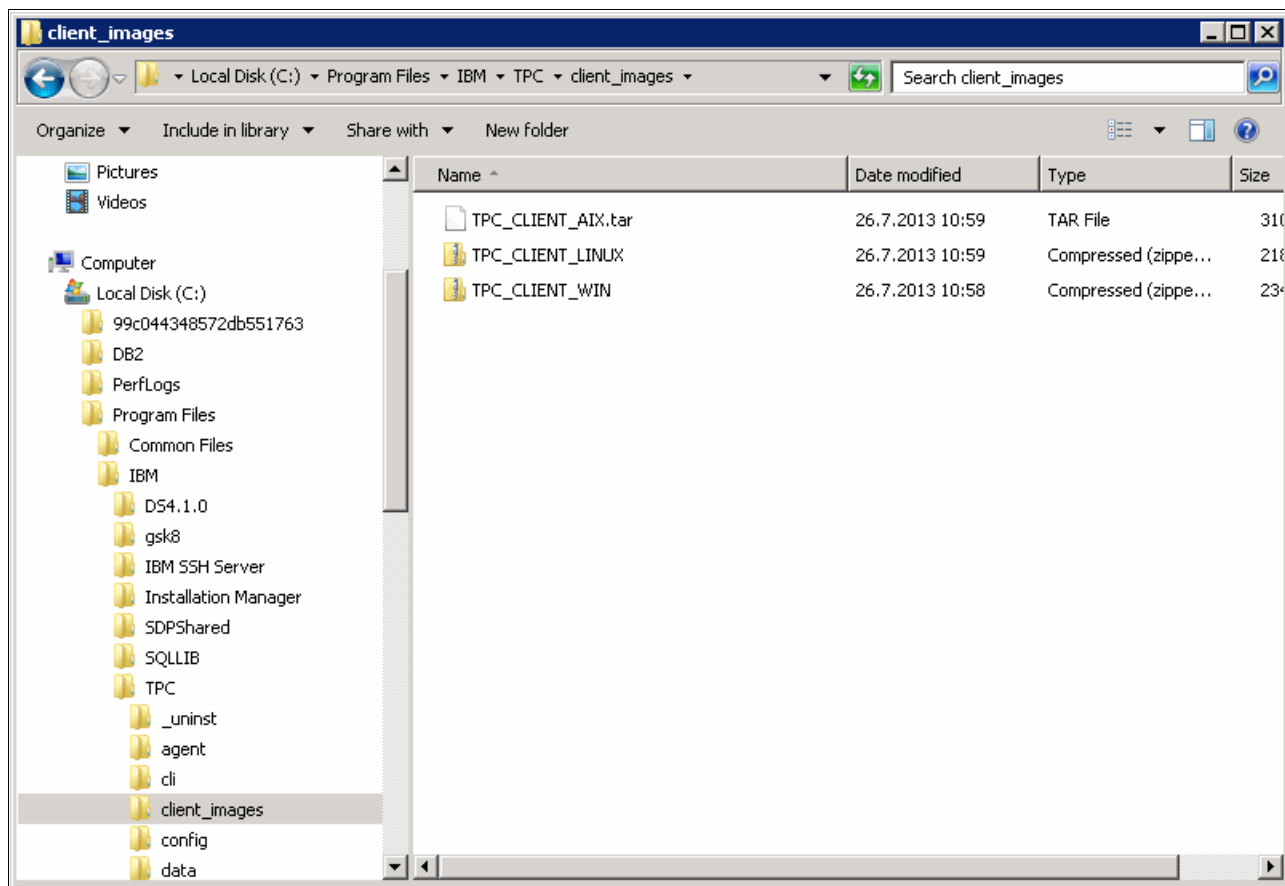 client_images
Local Disk (C:) Program Files IBM TPC client_images Search client_images
Organize Include in library Share with New folder
Pictures
Videos
Computer
Local Disk (C:)
99c044348572db551763
DB2
PerfLogs
Program Files
Common Files
IBM
DS4.1.0
gsk8
IBM SSH Server
Installation Manager
SDPShared
SQLLIB
TPC
_uninst
agent
cli
client_images
config
data
Name Date modified Type Size
TPC_CLIENT_AIX.tar 26.7.2013 10:59 TAR File 310
TPC_CLIENT_LINUX 26.7.2013 10:59 Compressed (zippe... 218
TPC_CLIENT_WIN 26.7.2013 10:58 Compressed (zippe... 234